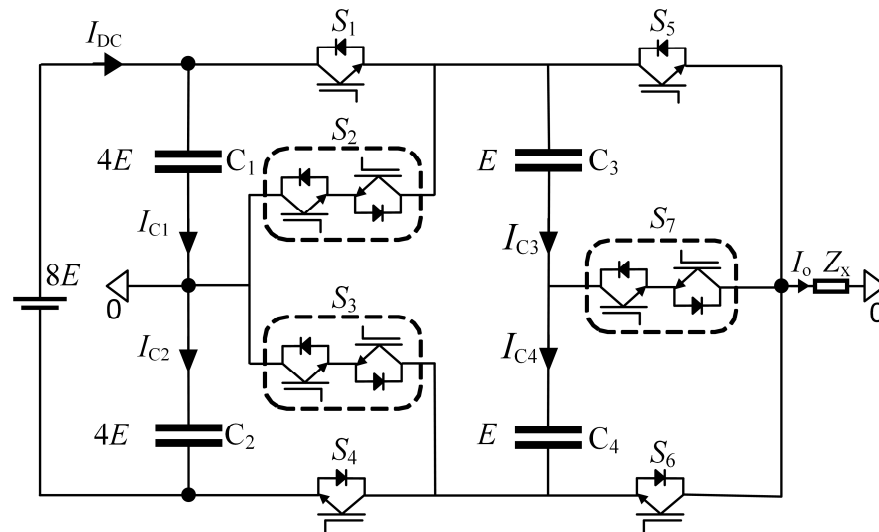 I_DC
S_1
S_5
S_2
4E
C_1
E
C_3
I_C1
S_7
I_C3
8E
0
I_o
Z_x
0
S_3
I_C2
I_C4
4E
C_2
E
C_4
S_4
S_6